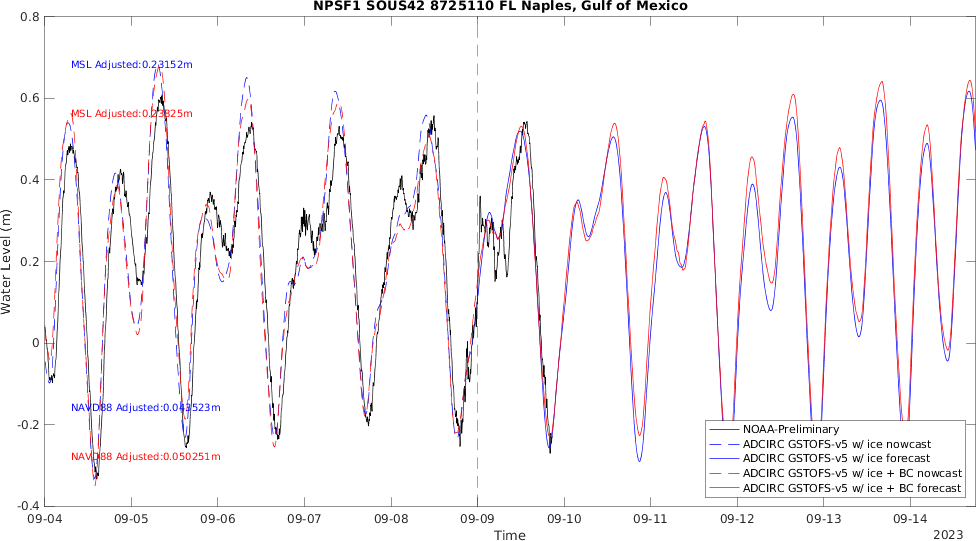 NPSF1 SOUS42 8725110 FL Naples, Gulf of Mexico
0.8
0.6
0.4
0.2
0
-0.2
-0.4
Water Level (m)
MSL Adjusted:0.23152m
MSL Adjusted:0.23825m
NAVD88 Adjusted:0.043523m
NAVD88 Adjusted:0.050251m
NOAA-Preliminary
ADCIRC GSTOFS-v5 w/ ice nowcast
ADCIRC GSTOFS-v5 w/ ice forecast
ADCIRC GSTOFS-v5 w/ ice + BC nowcast
ADCIRC GSTOFS-v5 w/ ice + BC forecast
09-04 09-05 09-06 09-07 09-08 09-09 09-10 09-11 09-12 09-13 09-14
Time
2023